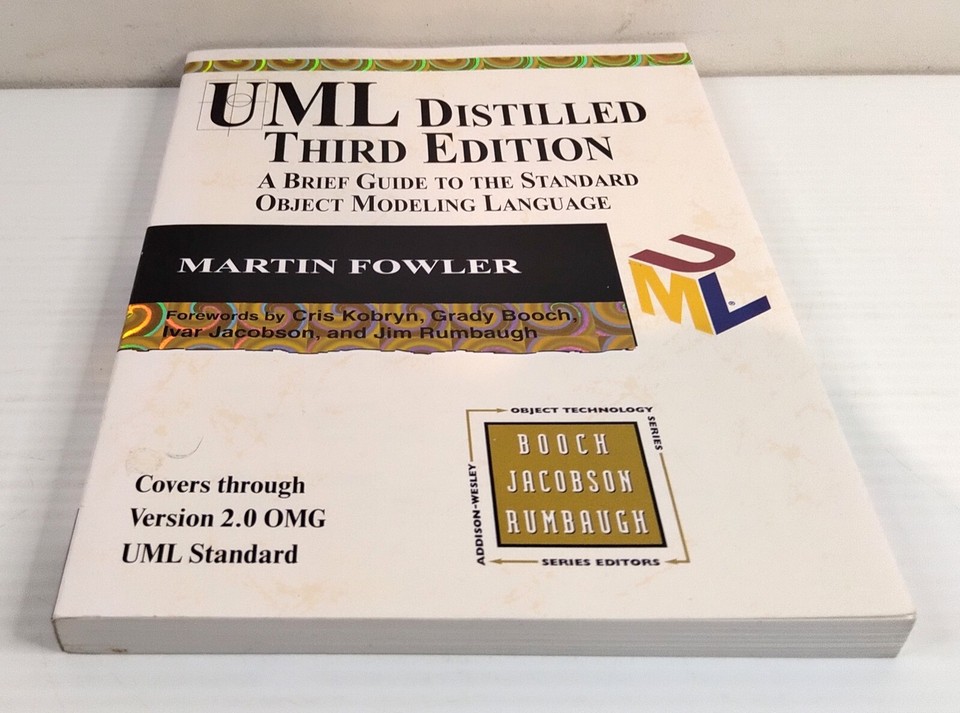 UML DISTILLED
THIRD EDITION
A BRIEF GUIDE TO THE STANDARD
OBJECT MODELING LANGUAGE
MARTIN FOWLER
Forewords by Cris Kobryn, Grady Booch,
Ivar Jacobson, and Jim Rumbaugh
UML®
OBJECT TECHNOLOGY
SERIES
BOOCH
JACOBSON
RUMBAUGH
ADDISON-WESLEY
SERIES EDITORS
Covers through
Version 2.0 OMG
UML Standard